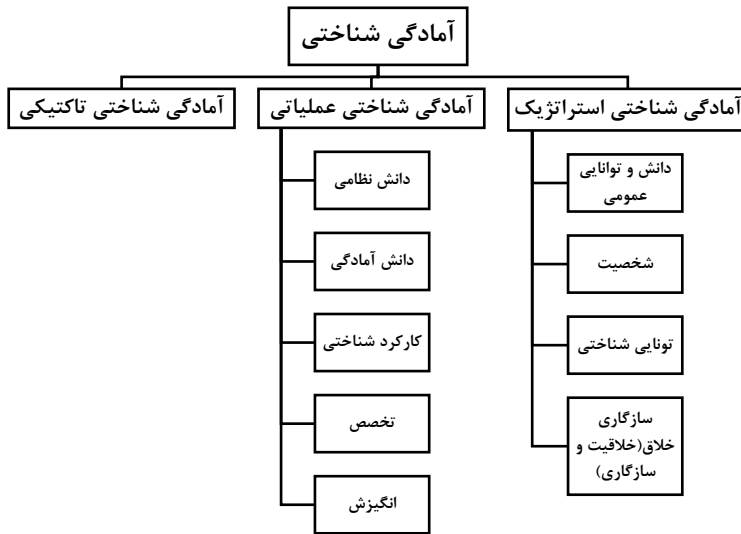 آمادگی شناختی
آمادگی شناختی استراتژیک
دانش و توانایی
عمومی
شخصیت
تونایی شناختی
سازگاری
خلاق(خلاقیت و
سازگاری)
آمادگی شناختی عملیاتی
دانش نظامی
دانش آمادگی
کارکرد شناختی
تخصص
انگیزش
آمادگی شناختی تاکتیکی